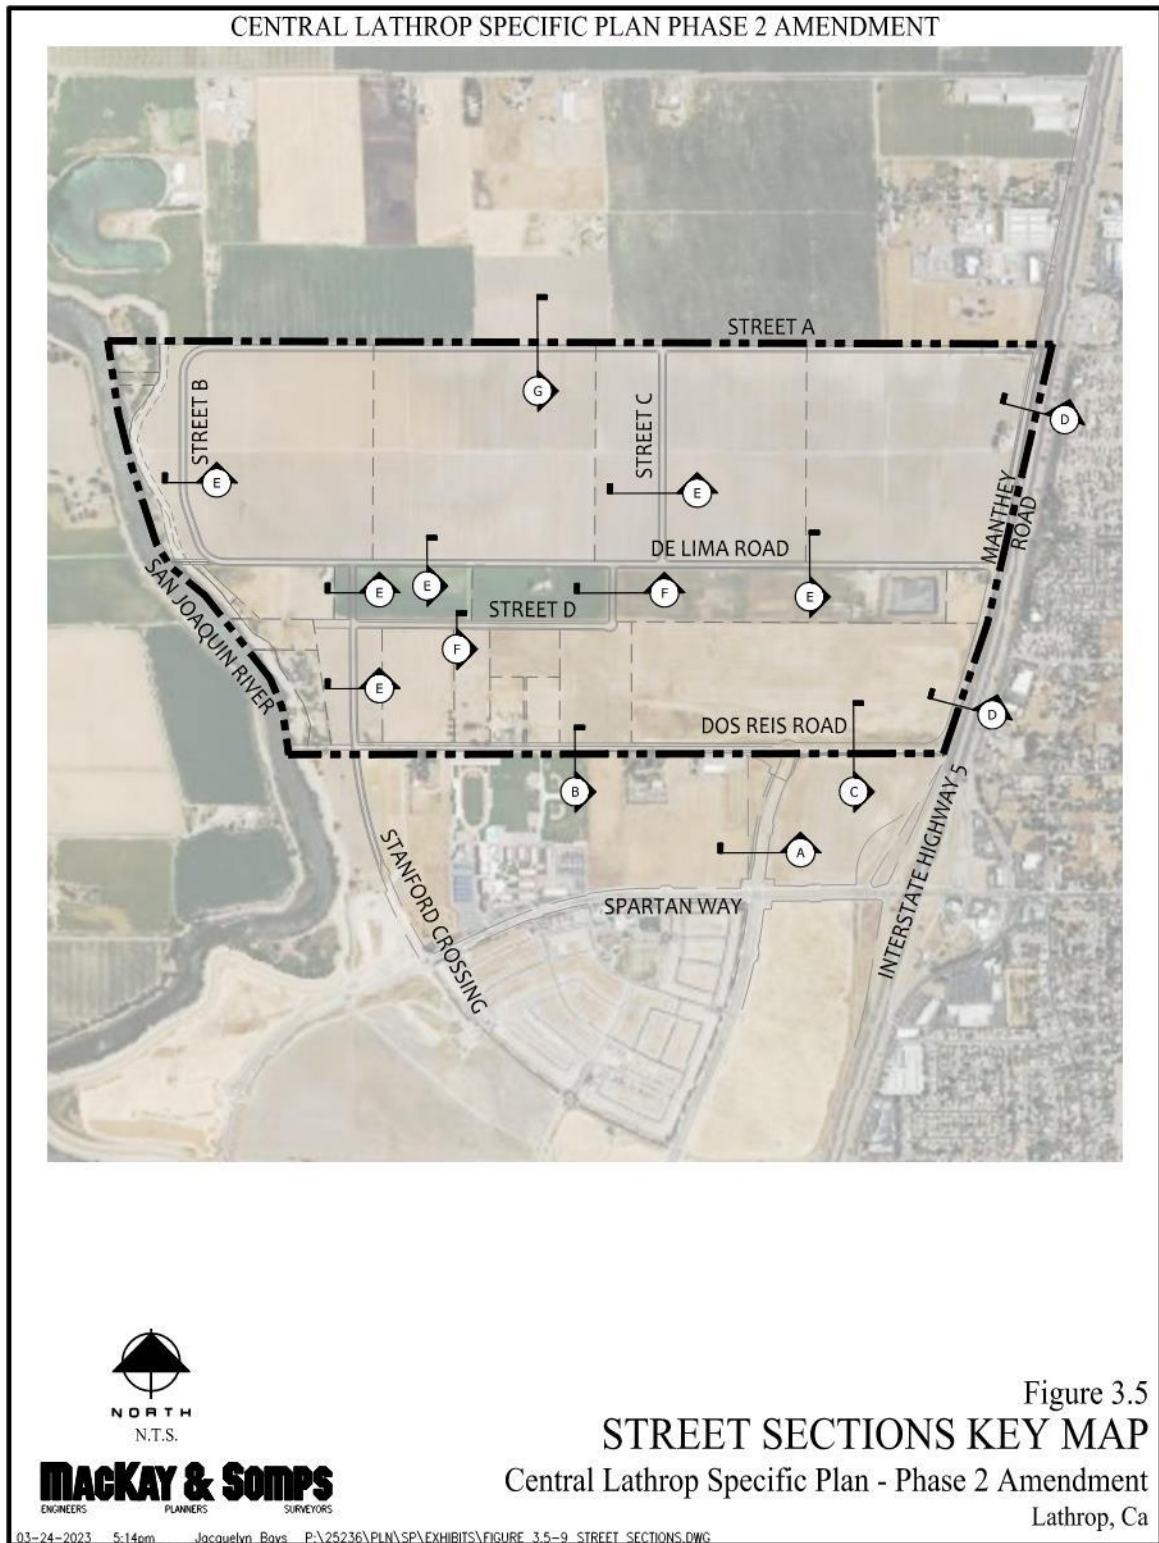 CENTRAL LATHROP SPECIFIC PLAN PHASE 2 AMENDMENT
STREET A
G
D
STREET B
STREET C
E
E
MANTHEY
ROAD
DE LIMA ROAD
E
E
F
E
STREET D
SAN JOAQUIN RIVER
F
E
D
DOS REIS ROAD
B
C
A
STANFORD CROSSING
SPARTAN WAY
INTERSTATE HIGHWAY 5
NORTH
N.T.S.
Figure 3.5
STREET SECTIONS KEY MAP
Central Lathrop Specific Plan - Phase 2 Amendment
Lathrop, Ca
MACKAY & SOMPS
ENGINEERS PLANNERS SURVEYORS
03-24-2023 5:14pm Jacquelyn Bays P:\25236\PLN\SP\EXHIBITS\FIGURE 3.5-9 STREET SECTIONS.DWG